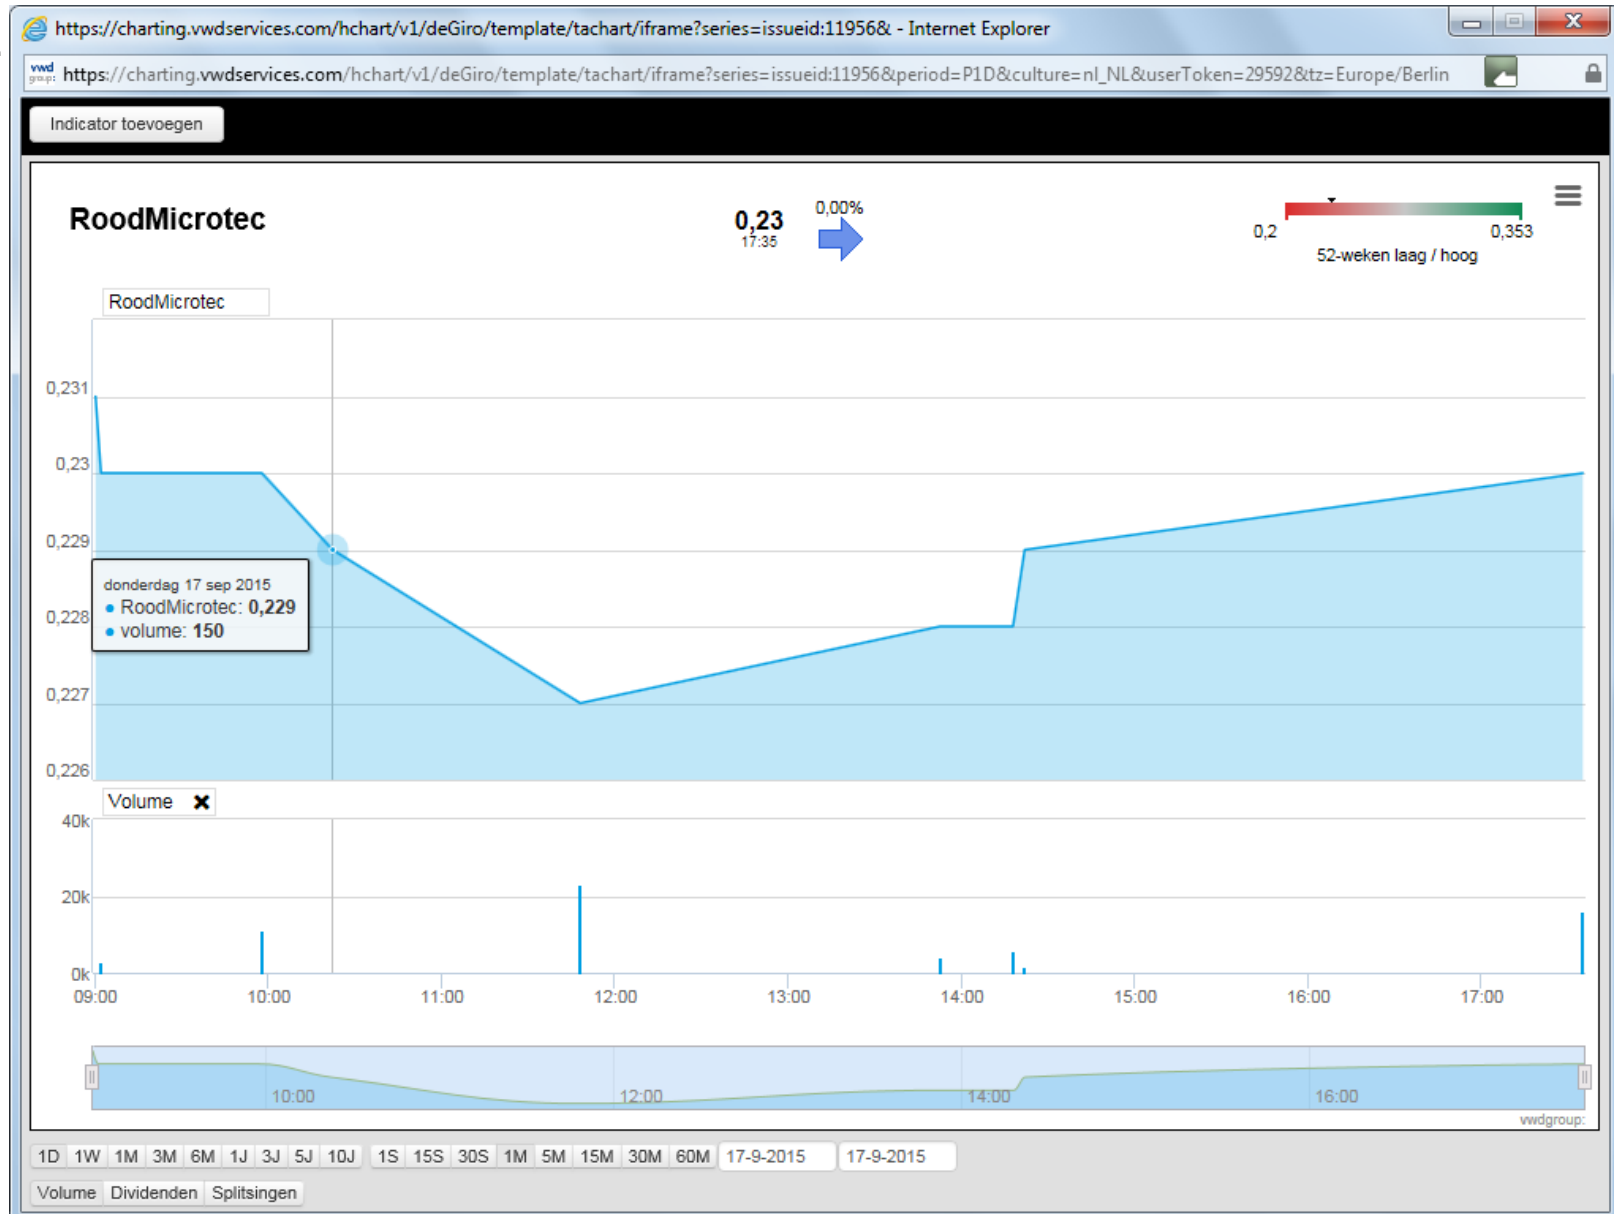 https://charting.vwdservices.com/hchart/v1/deGiro/template/tachart/iframe?series=issueid:11956& - Internet Explorer
vwd group: https://charting.vwdservices.com/hchart/v1/deGiro/template/tachart/iframe?series=issueid:11956&period=P1D&culture=nl_NL&userToken=29592&tz=Europe/Berlin
Indicator toevoegen
RoodMicrotec
0,23
17:35
0,00%
0,2
0,353
52-weken laag / hoog
RoodMicrotec
0,231
0,23
0,229
0,228
0,227
0,226
donderdag 17 sep 2015
RoodMicrotec: 0,229
volume: 150
Volume
40k
20k
0k
09:00 10:00 11:00 12:00 13:00 14:00 15:00 16:00 17:00
10:00 12:00 14:00 16:00
vwdgroup:
1D 1W 1M 3M 6M 1J 3J 5J 10J 1S 15S 30S 1M 5M 15M 30M 60M 17-9-2015 17-9-2015
Volume Dividenden Splitsingen